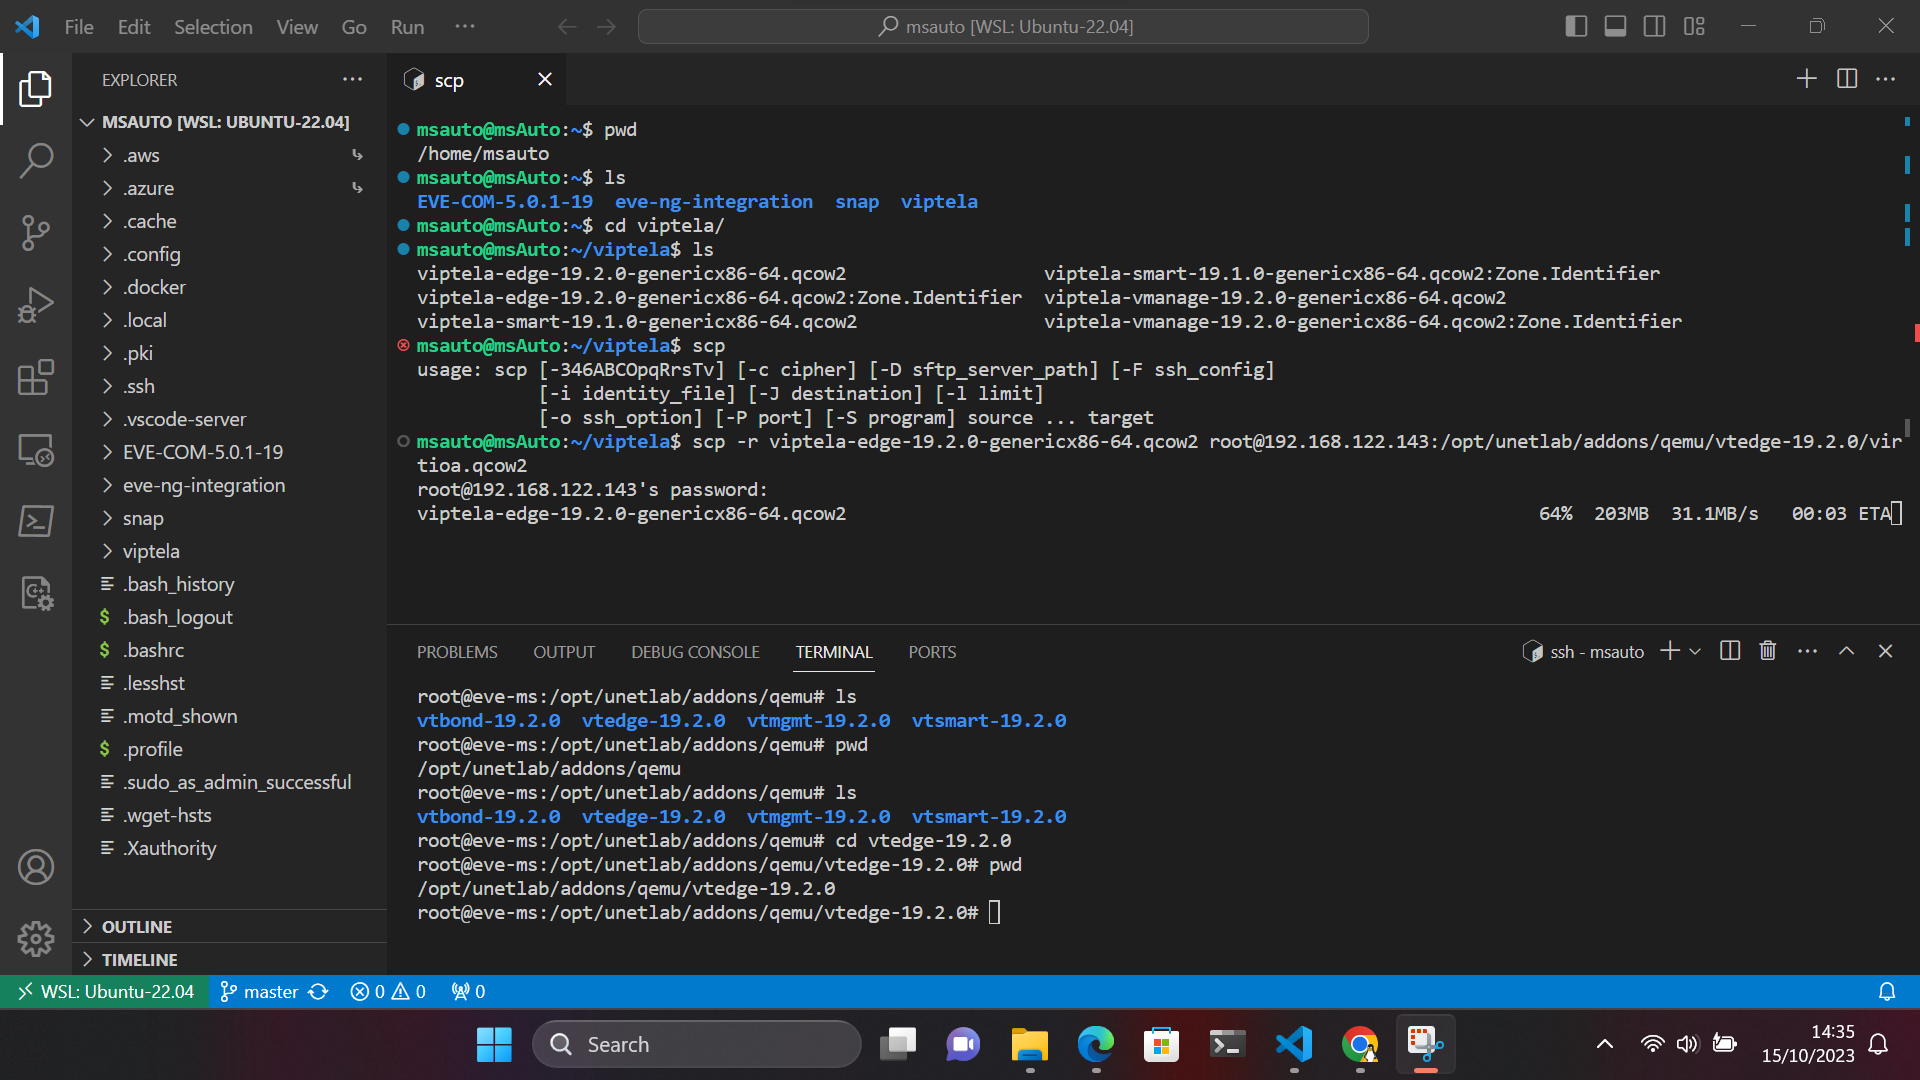 File Edit Selection View Go Run ···
msauto [WSL: Ubuntu-22.04]
EXPLORER
MSAUTO [WSL: UBUNTU-22.04]
.aws
.azure
.cache
.config
.docker
.local
.pki
.ssh
.vscode-server
EVE-COM-5.0.1-19
eve-ng-integration
snap
viptela
.bash_history
$ .bash_logout
$ .bashrc
.lesshst
.motd_shown
$ .profile
.sudo_as_admin_successful
.wget-hsts
.Xauthority
OUTLINE
TIMELINE
scp
msauto@msAuto:~$ pwd
/home/msauto
msauto@msAuto:~$ ls
EVE-COM-5.0.1-19 eve-ng-integration snap viptela
msauto@msAuto:~$ cd viptela/
msauto@msAuto:~/viptela$ ls
viptela-edge-19.2.0-genericx86-64.qcow2 viptela-smart-19.1.0-genericx86-64.qcow2:Zone.Identifier
viptela-edge-19.2.0-genericx86-64.qcow2:Zone.Identifier viptela-vmanage-19.2.0-genericx86-64.qcow2
viptela-smart-19.1.0-genericx86-64.qcow2 viptela-vmanage-19.2.0-genericx86-64.qcow2:Zone.Identifier
msauto@msAuto:~/viptela$ scp
usage: scp [-346ABCOpqRrsTv] [-c cipher] [-D sftp_server_path] [-F ssh_config]
[-i identity_file] [-J destination] [-l limit]
[-o ssh_option] [-P port] [-S program] source ... target
msauto@msAuto:~/viptela$ scp -r viptela-edge-19.2.0-genericx86-64.qcow2 root@192.168.122.143:/opt/unetlab/addons/qemu/vtedge-19.2.0/vir
tioa.qcow2
root@192.168.122.143's password:
viptela-edge-19.2.0-genericx86-64.qcow2 64% 203MB 31.1MB/s 00:03 ETA
PROBLEMS OUTPUT DEBUG CONSOLE TERMINAL PORTS
ssh - msauto
root@eve-ms:/opt/unetlab/addons/qemu# ls
vtbond-19.2.0 vtedge-19.2.0 vtmgmt-19.2.0 vtsmart-19.2.0
root@eve-ms:/opt/unetlab/addons/qemu# pwd
/opt/unetlab/addons/qemu
root@eve-ms:/opt/unetlab/addons/qemu# ls
vtbond-19.2.0 vtedge-19.2.0 vtmgmt-19.2.0 vtsmart-19.2.0
root@eve-ms:/opt/unetlab/addons/qemu# cd vtedge-19.2.0
root@eve-ms:/opt/unetlab/addons/qemu/vtedge-19.2.0# pwd
/opt/unetlab/addons/qemu/vtedge-19.2.0
root@eve-ms:/opt/unetlab/addons/qemu/vtedge-19.2.0#
WSL: Ubuntu-22.04 master 0 0 0
Search
14:35
15/10/2023